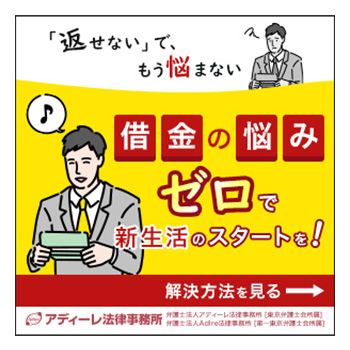 「返せない」で、
もう悩まない
借金の悩み
ゼロで
新生活のスタートを!
解決方法を見る→
Adire アディーレ法律事務所
弁護士法人アディーレ法律事務所 [東京弁護士会所属]
弁護士法人AdIre法律事務所 [第一東京弁護士会所属]